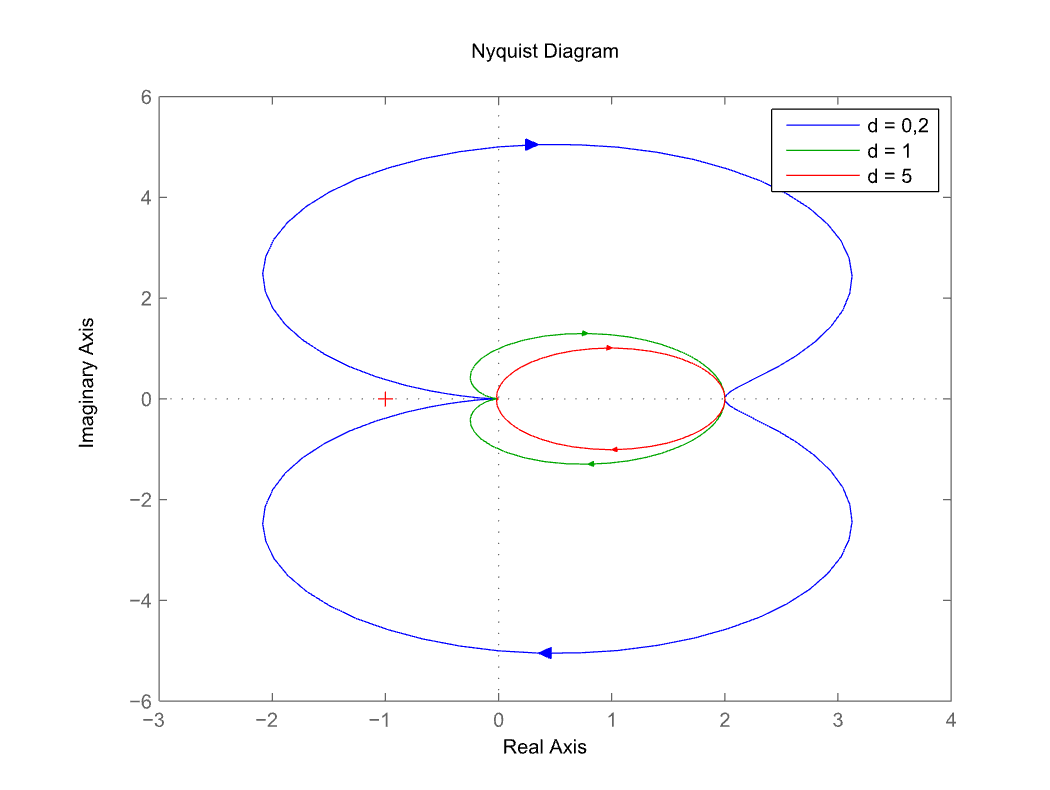 Nyquist Diagram
6
4
2
0
−2
−4
−6
Imaginary Axis
d = 0,2
d = 1
d = 5
−3 −2 −1 0 1 2 3 4
Real Axis